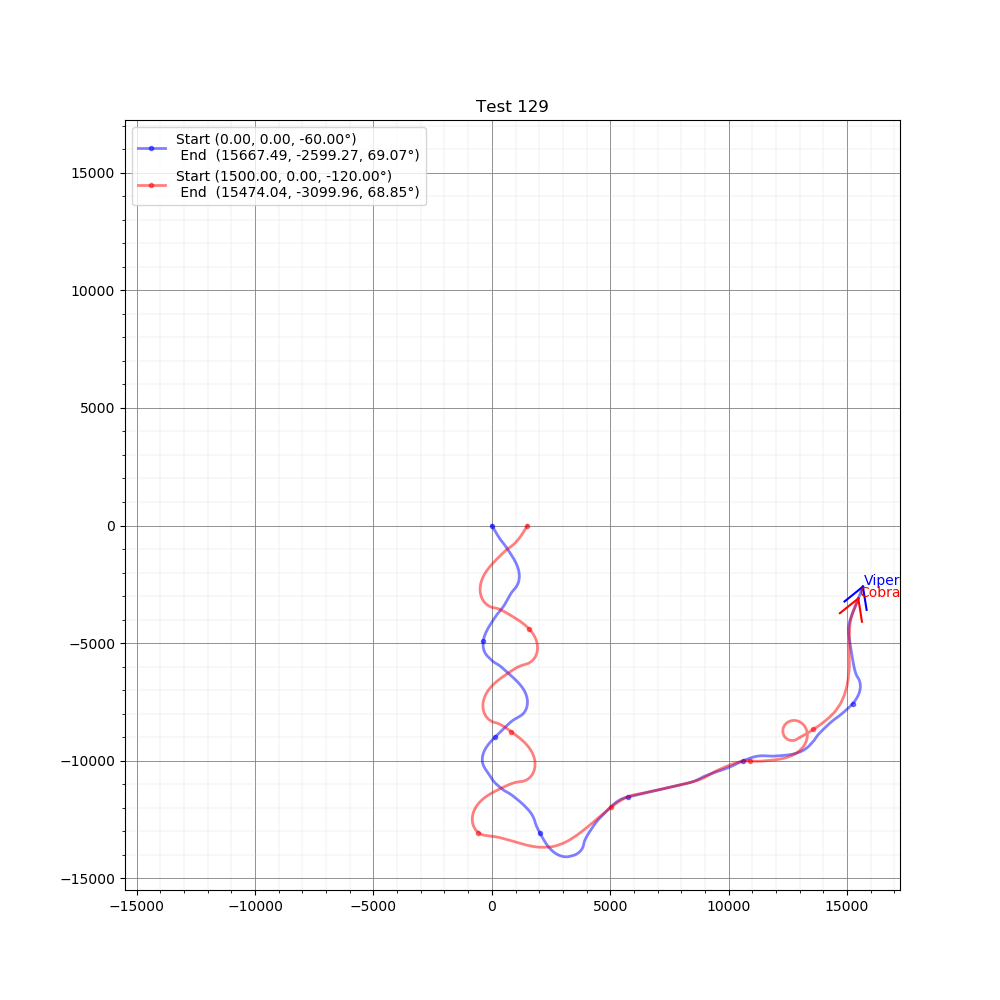 Test 129
Start (0.00, 0.00, -60.00°)
End (15667.49, -2599.27, 69.07°)
Start (1500.00, 0.00, -120.00°)
End (15474.04, -3099.96, 68.85°)
15000
10000
5000
0
−5000
−10000
−15000
Viper
Cobra
−15000 −10000 −5000 0 5000 10000 15000